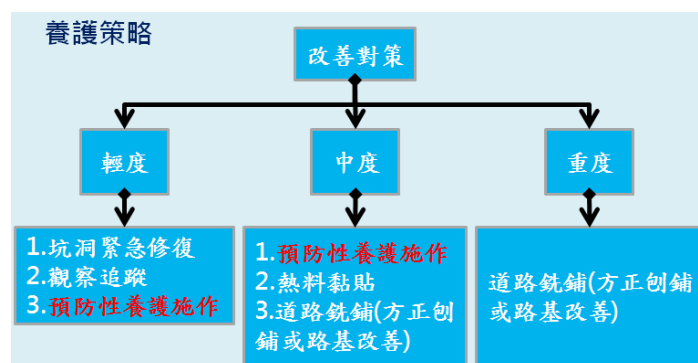 養護策略
改善對策
輕度
中度
重度
1.坑洞緊急修復
2.觀察追蹤
3.預防性養護施作
1.預防性養護施作
2.熱料黏貼
3.道路銑鋪(方正刨
鋪或路基改善)
道路銑鋪(方正刨鋪
或路基改善)